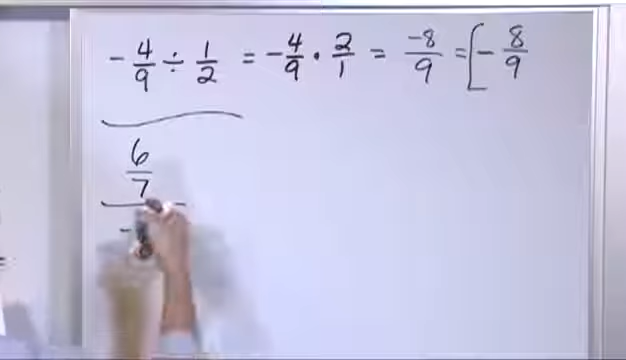 -4/9 ÷ 1/2 = -4/9 · 2/1 = -8/9 = [-8/9
6/7
-